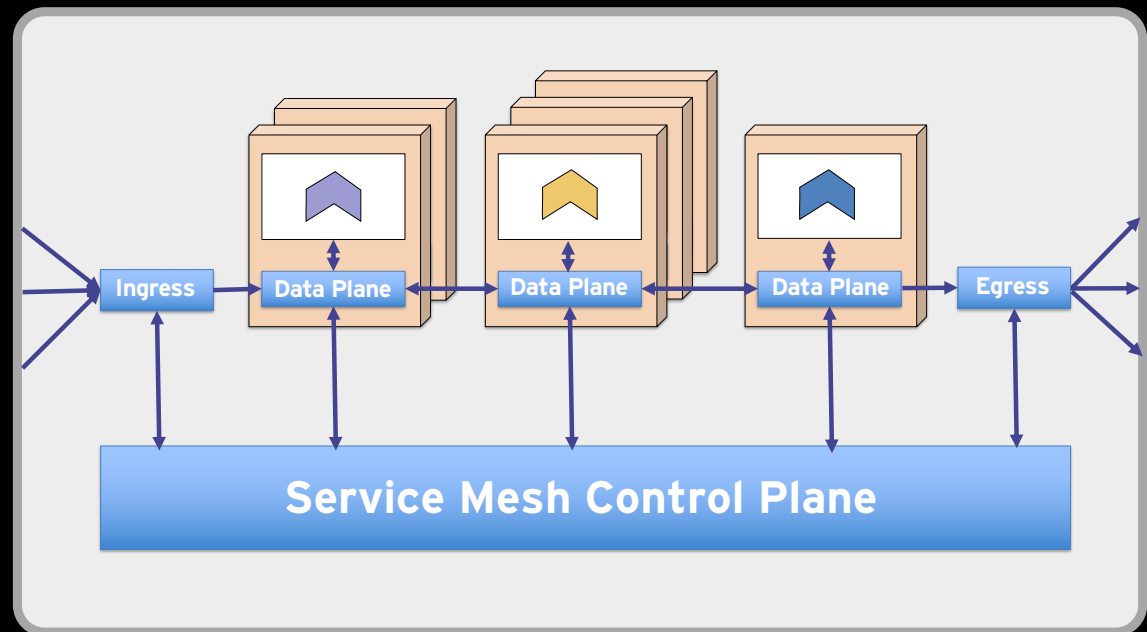 Ingress
Data Plane
Data Plane
Data Plane
Egress
Service Mesh Control Plane